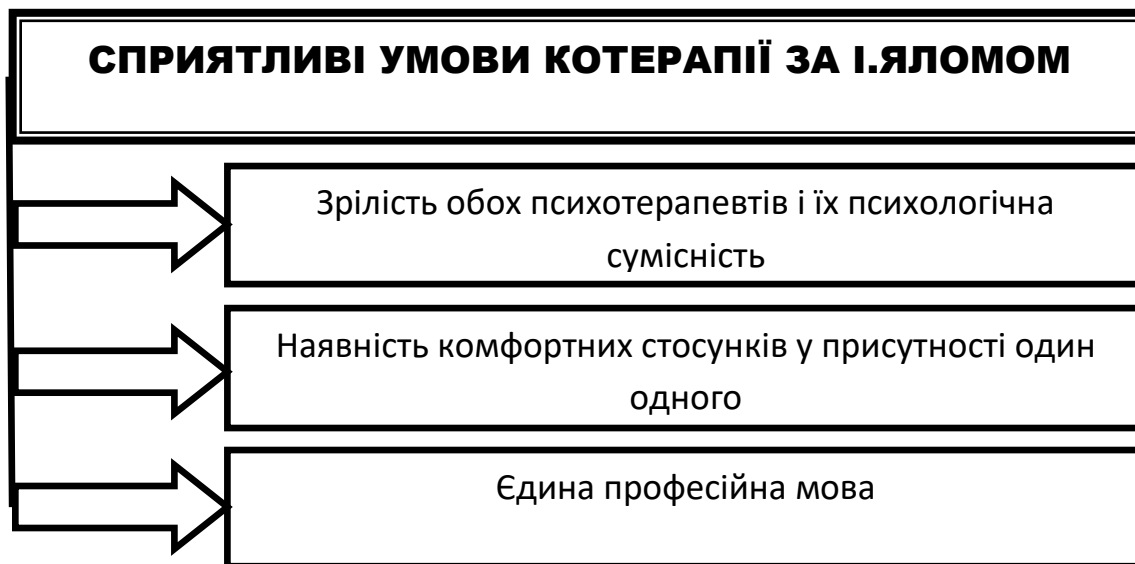 СПРИЯТЛИВІ УМОВИ КОТЕРАПІЇ ЗА І.ЯЛОМОМ
Зрілість обох психотерапевтів і їх психологічна
сумісність
Наявність комфортних стосунків у присутності один
одного
Єдина професійна мова